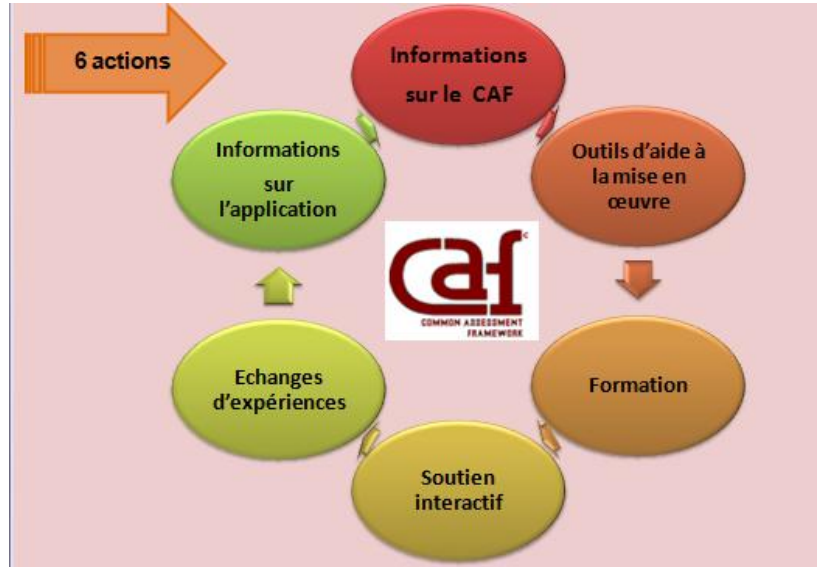 6 actions
Informations
sur le CAF
Outils d'aide à
la mise en
œuvre
Formation
Soutien
interactif
Echanges
d'expériences
Informations
sur
l'application
Caf
©
COMMON ASSESSMENT
FRAMEWORK